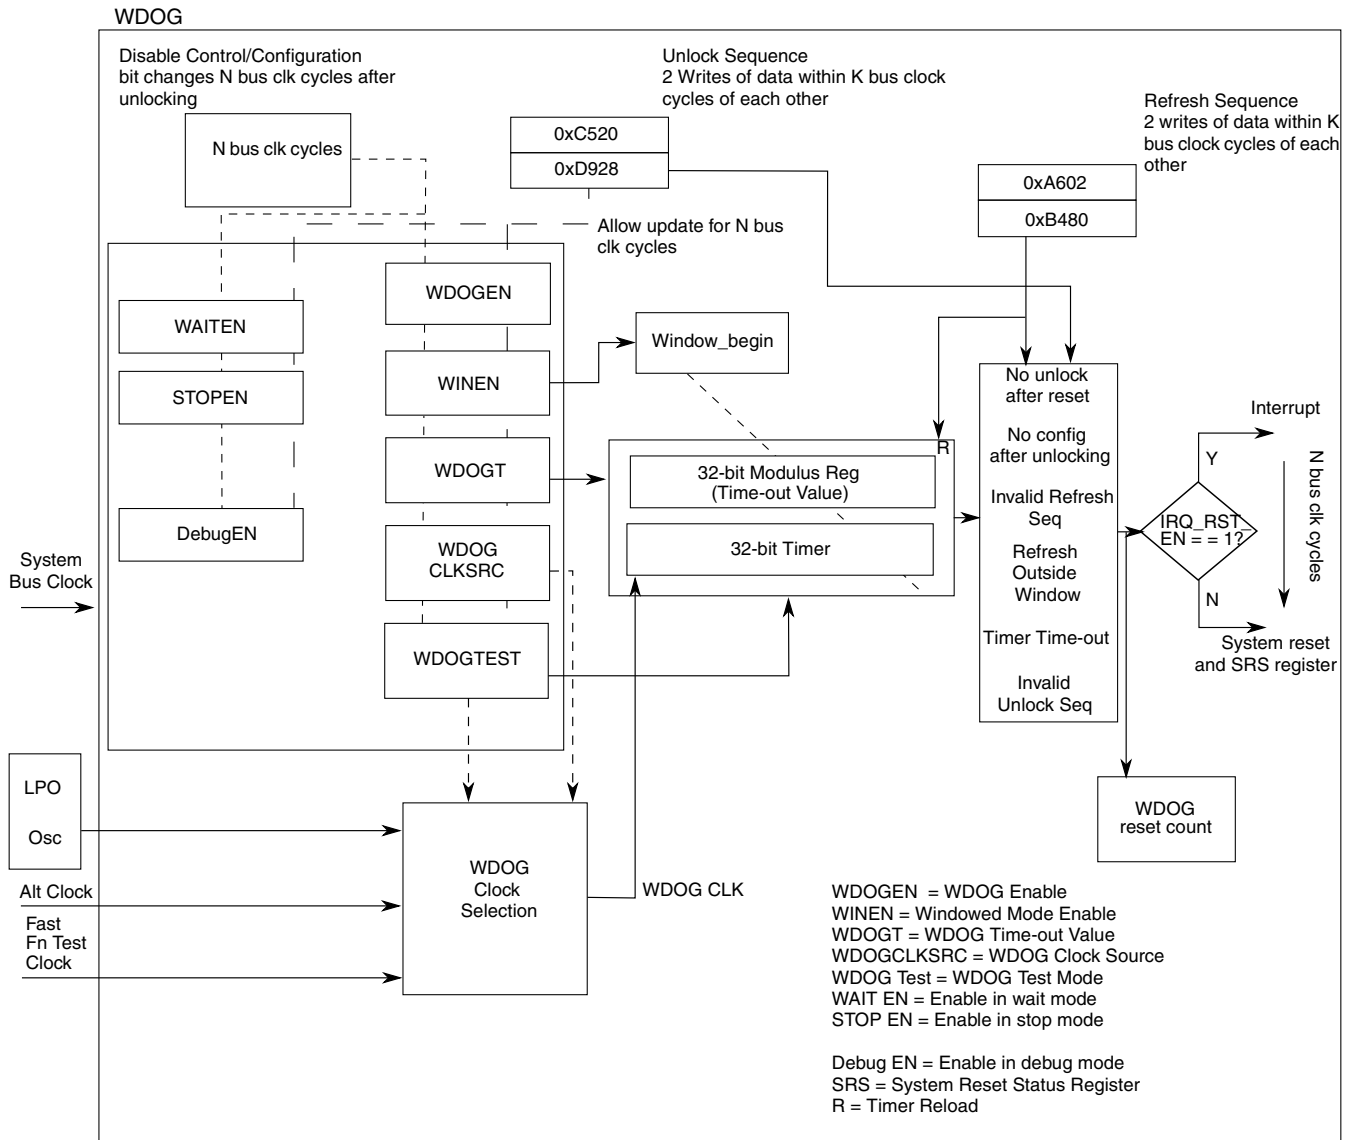 WDOG
Disable Control/Configuration
bit changes N bus clk cycles after
unlocking
N bus clk cycles
Unlock Sequence
2 Writes of data within K bus clock
cycles of each other
0xC520
0xD928
Refresh Sequence
2 writes of data within K
bus clock cycles of each
other
0xA602
0xB480
Allow update for N bus
clk cycles
WDOGEN
WAITEN
WINEN
STOPEN
WDOGT
DebugEN
WDOG
CLKSRC
WDOGTEST
System
Bus Clock
Window_begin
R
32-bit Modulus Reg
(Time-out Value)
32-bit Timer
No unlock
after reset
No config
after unlocking
Invalid Refresh
Seq
Refresh
Outside
Window
Timer Time-out
Invalid
Unlock Seq
Interrupt
Y
IRQ_RST_
EN = = 1?
N
N bus clk cycles
System reset
and SRS register
WDOG
reset count
LPO
Osc
Alt Clock
Fast
Fn Test
Clock
WDOG
Clock
Selection
WDOG CLK
WDOGEN = WDOG Enable
WINEN = Windowed Mode Enable
WDOGT = WDOG Time-out Value
WDOGCLKSRC = WDOG Clock Source
WDOG Test = WDOG Test Mode
WAIT EN = Enable in wait mode
STOP EN = Enable in stop mode
Debug EN = Enable in debug mode
SRS = System Reset Status Register
R = Timer Reload